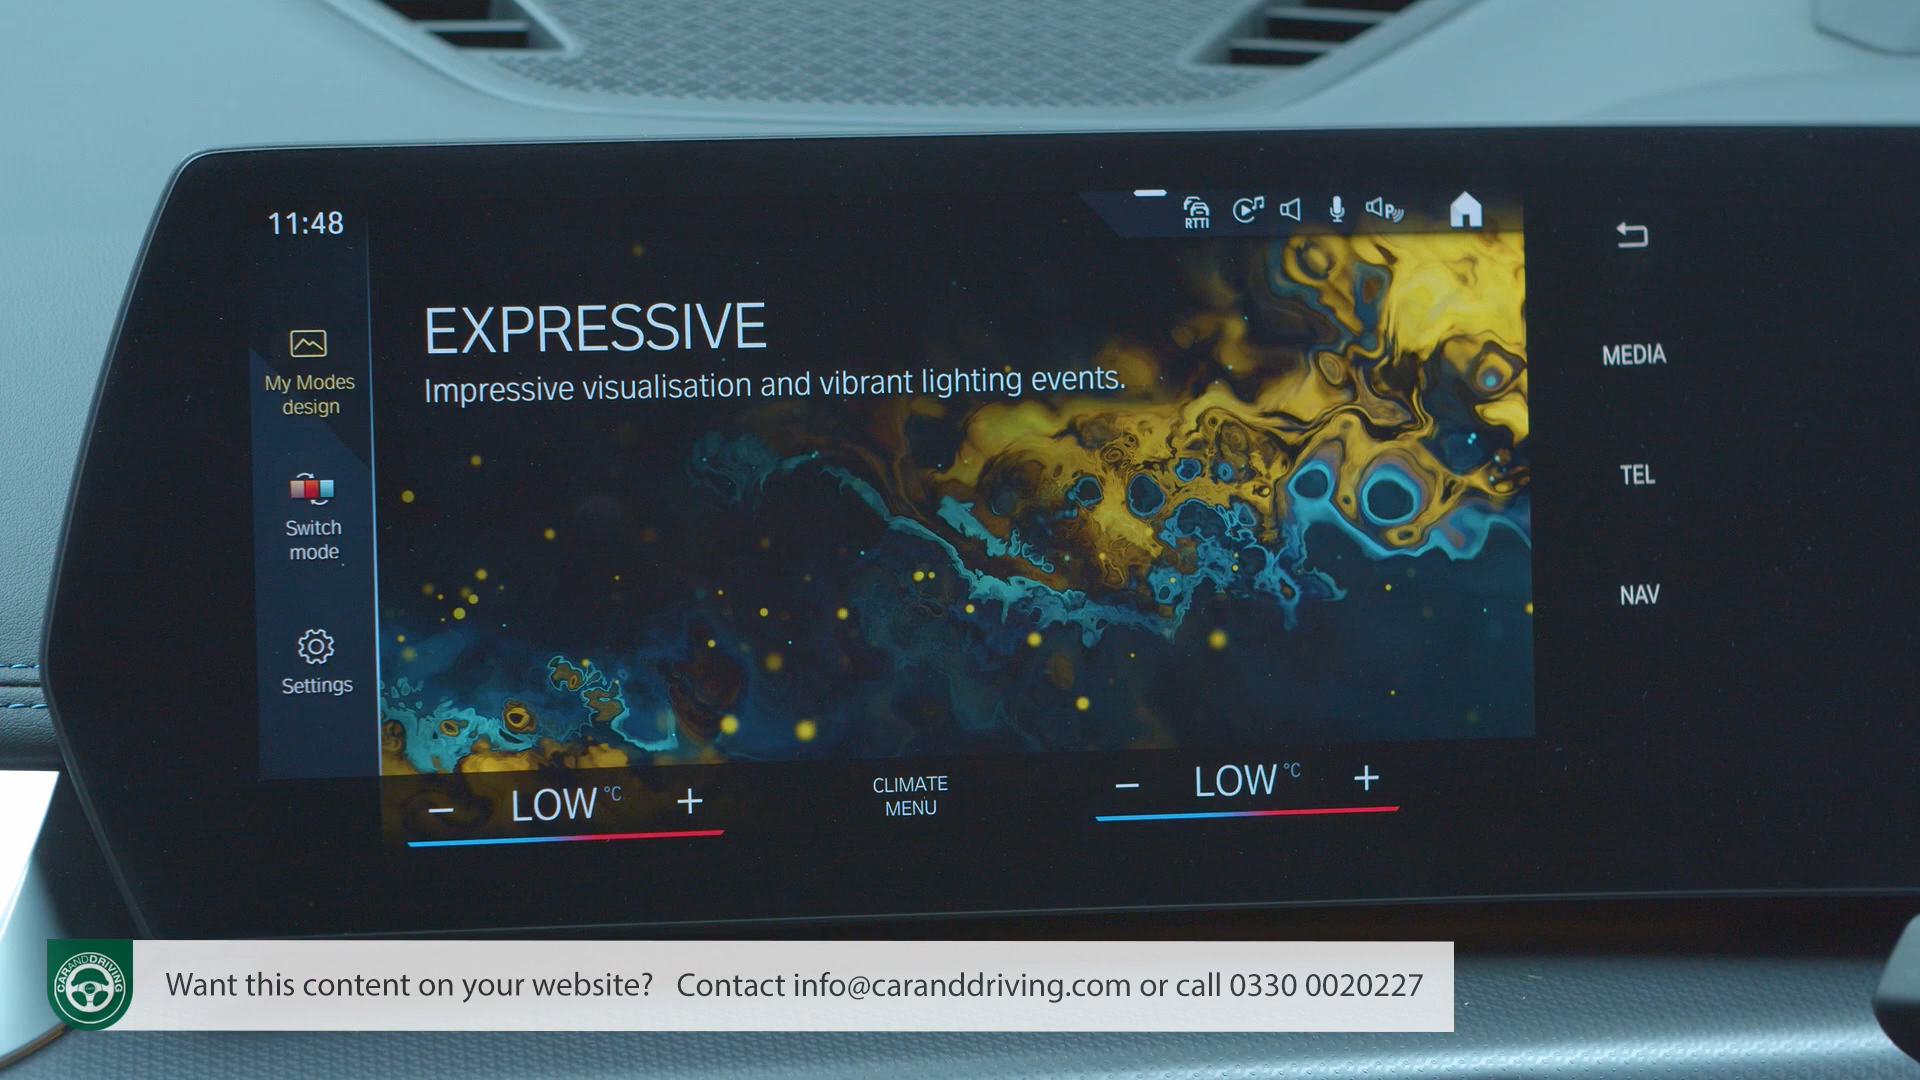 11:48
RTTI
P
EXPRESSIVE
Impressive visualisation and vibrant lighting events.
My Modes
design
Switch
mode
Settings
MEDIA
TEL
NAV
− LOW °C +
CLIMATE
MENU
− LOW °C +
CARANDDRIVING
Want this content on your website? Contact info@caranddriving.com or call 0330 0020227